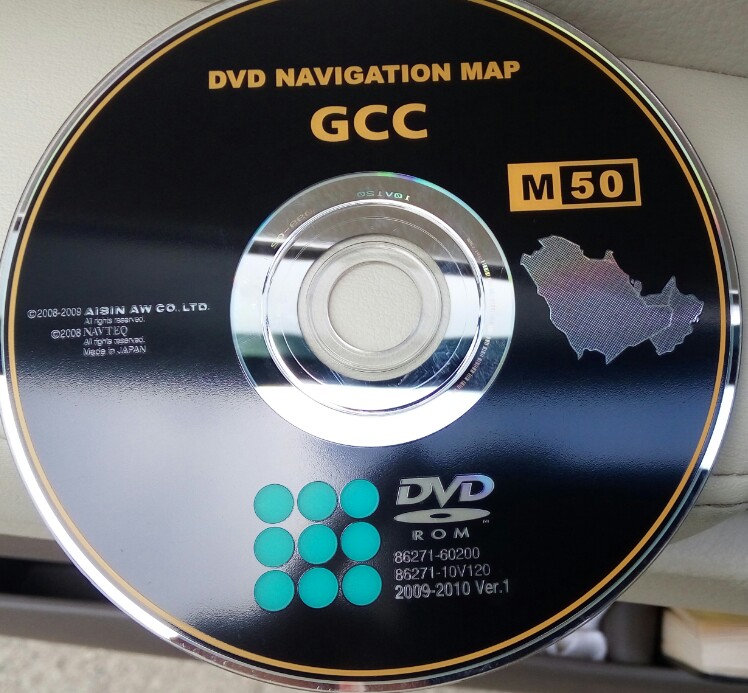 DVD NAVIGATION MAP
GCC
M 50
©2008-2009 AISIN AW CO., LTD.
All rights reserved.
©2008 NAVTEQ
All rights reserved.
Made in JAPAN
DVD
ROM
86271-60200
86271-10V120
2009-2010 Ver.1